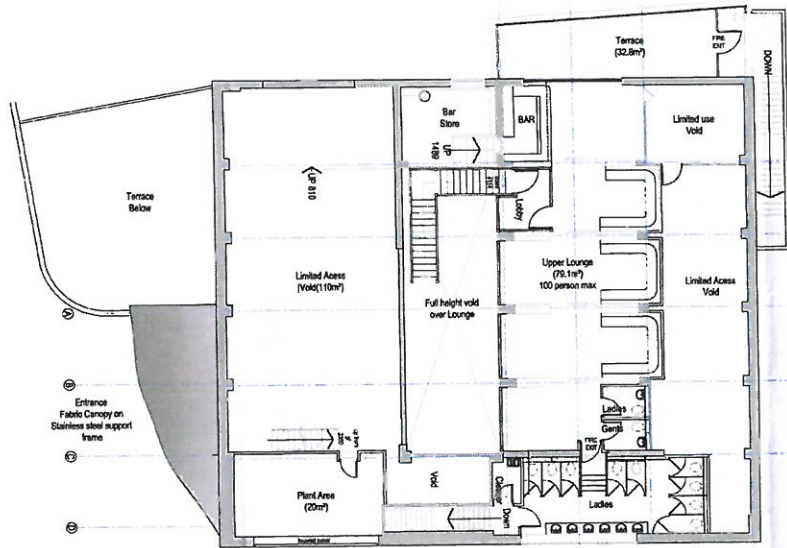 Terrace
(32.8m²)
FIRE
EXIT
DOWN
Bar
Store
BAR
UP
1489
Limited use
Void
Terrace
Below
UP 810
Lobby
Limited Acess
Void(110m²)
Full height void
over Lounge
Upper Lounge
(79.1m²)
100 person max
Limited Acess
Void
A
B
C
D
Entrance
Fabric Canopy on
Stainless steel support
frame
Ladies
Gents
FIRE
EXIT
Plant Area
(20m²)
Void
Down
Ladies